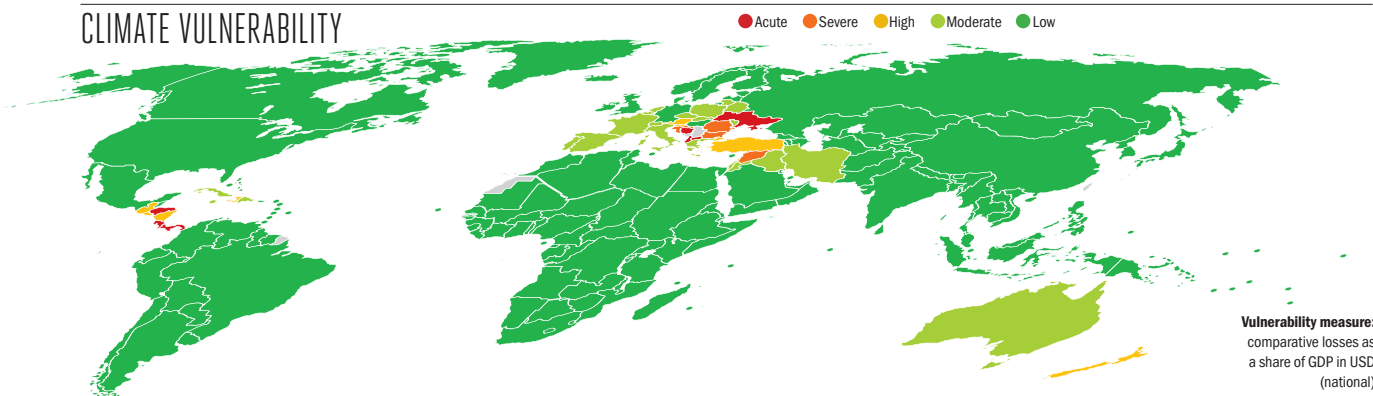 CLIMATE VULNERABILITY
Acute Severe High Moderate Low
Vulnerability measure:
comparative losses as
a share of GDP in USD
(national)